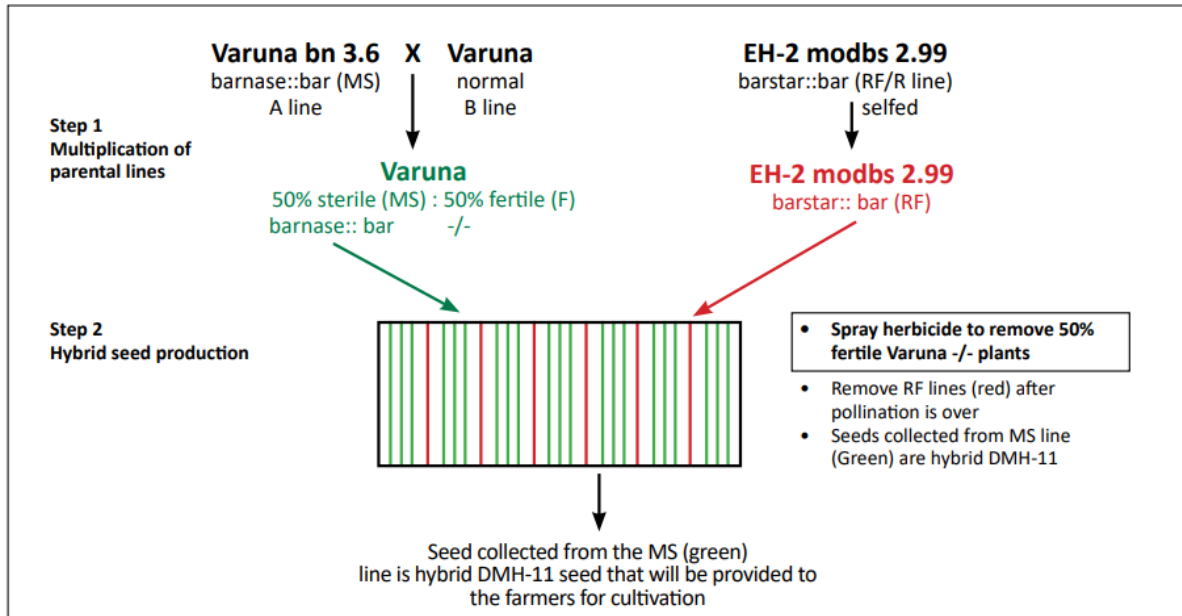 Varuna bn 3.6 X Varuna
barnase::bar (MS) normal
A line B line
EH-2 modbs 2.99
barstar::bar (RF/R line)
selfed
Step 1
Multiplication of
parental lines
Varuna
50% sterile (MS) : 50% fertile (F)
barnase:: bar -/-
EH-2 modbs 2.99
barstar:: bar (RF)
Step 2
Hybrid seed production
• Spray herbicide to remove 50%
fertile Varuna -/- plants
• Remove RF lines (red) after
pollination is over
• Seeds collected from MS line
(Green) are hybrid DMH-11
Seed collected from the MS (green)
line is hybrid DMH-11 seed that will be provided to
the farmers for cultivation